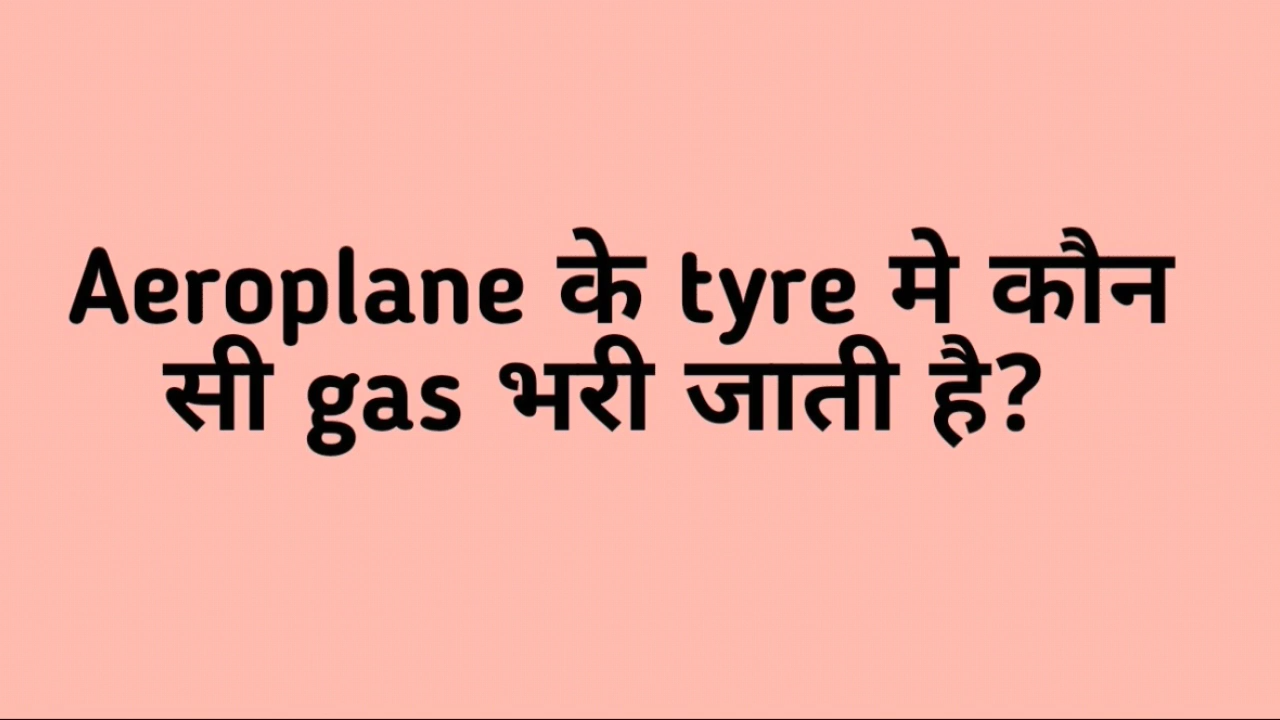 Aeroplane के tyre मे कौन
सी gas भरी जाती है?